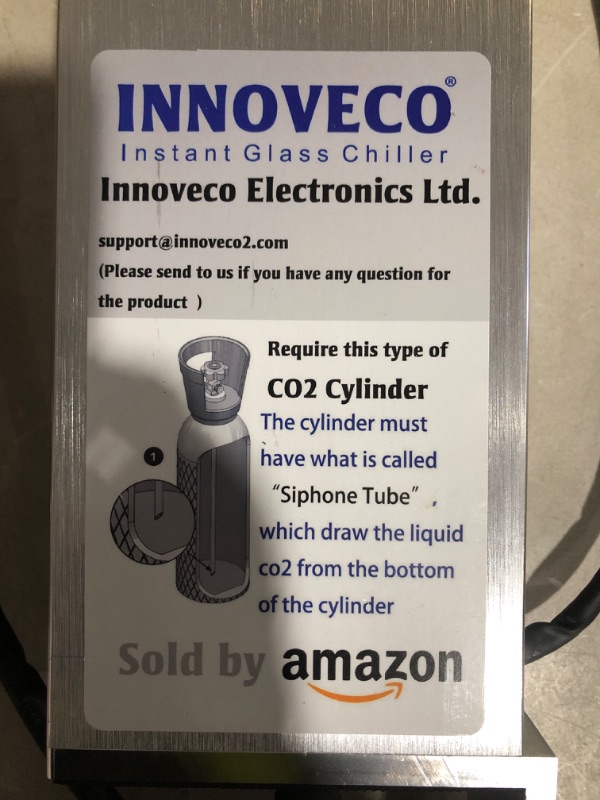 INNOVECO®
Instant Glass Chiller
Innoveco Electronics Ltd.
support@innoveco2.com
(Please send to us if you have any question for
the product )
Require this type of
CO2 Cylinder
The cylinder must
have what is called
“Siphone Tube” ,
which draw the liquid
co2 from the bottom
of the cylinder
1
Sold by amazon